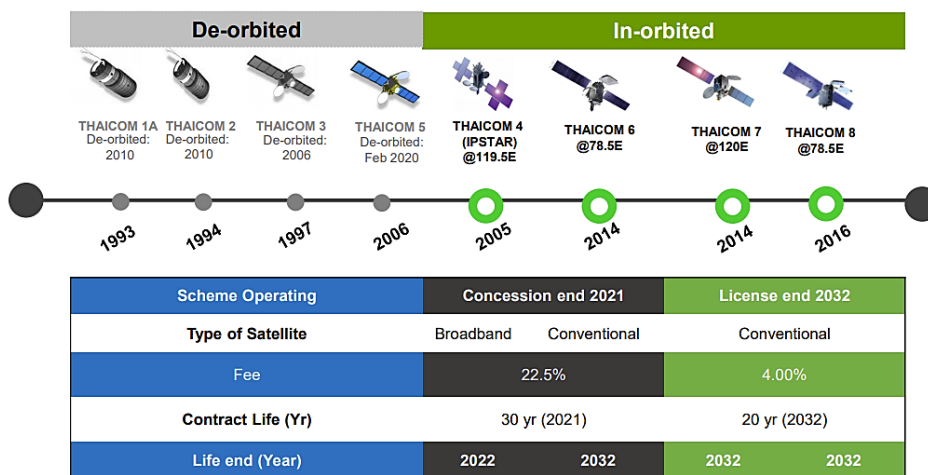 De-orbited
In-orbited
THAICOM 1A
De-orbited:
2010
THAICOM 2
De-orbited:
2010
THAICOM 3
De-orbited:
2006
THAICOM 5
De-orbited:
Feb 2020
THAICOM 4
(IPSTAR)
@119.5E
THAICOM 6
@78.5E
THAICOM 7
@120E
THAICOM 8
@78.5E
1993
1994
1997
2006
2005
2014
2014
2016
Scheme Operating
Concession end 2021
License end 2032
Type of Satellite
Broadband
Conventional
Conventional
Fee
22.5%
4.00%
Contract Life (Yr)
30 yr (2021)
20 yr (2032)
Life end (Year)
2022
2032
2032
2032